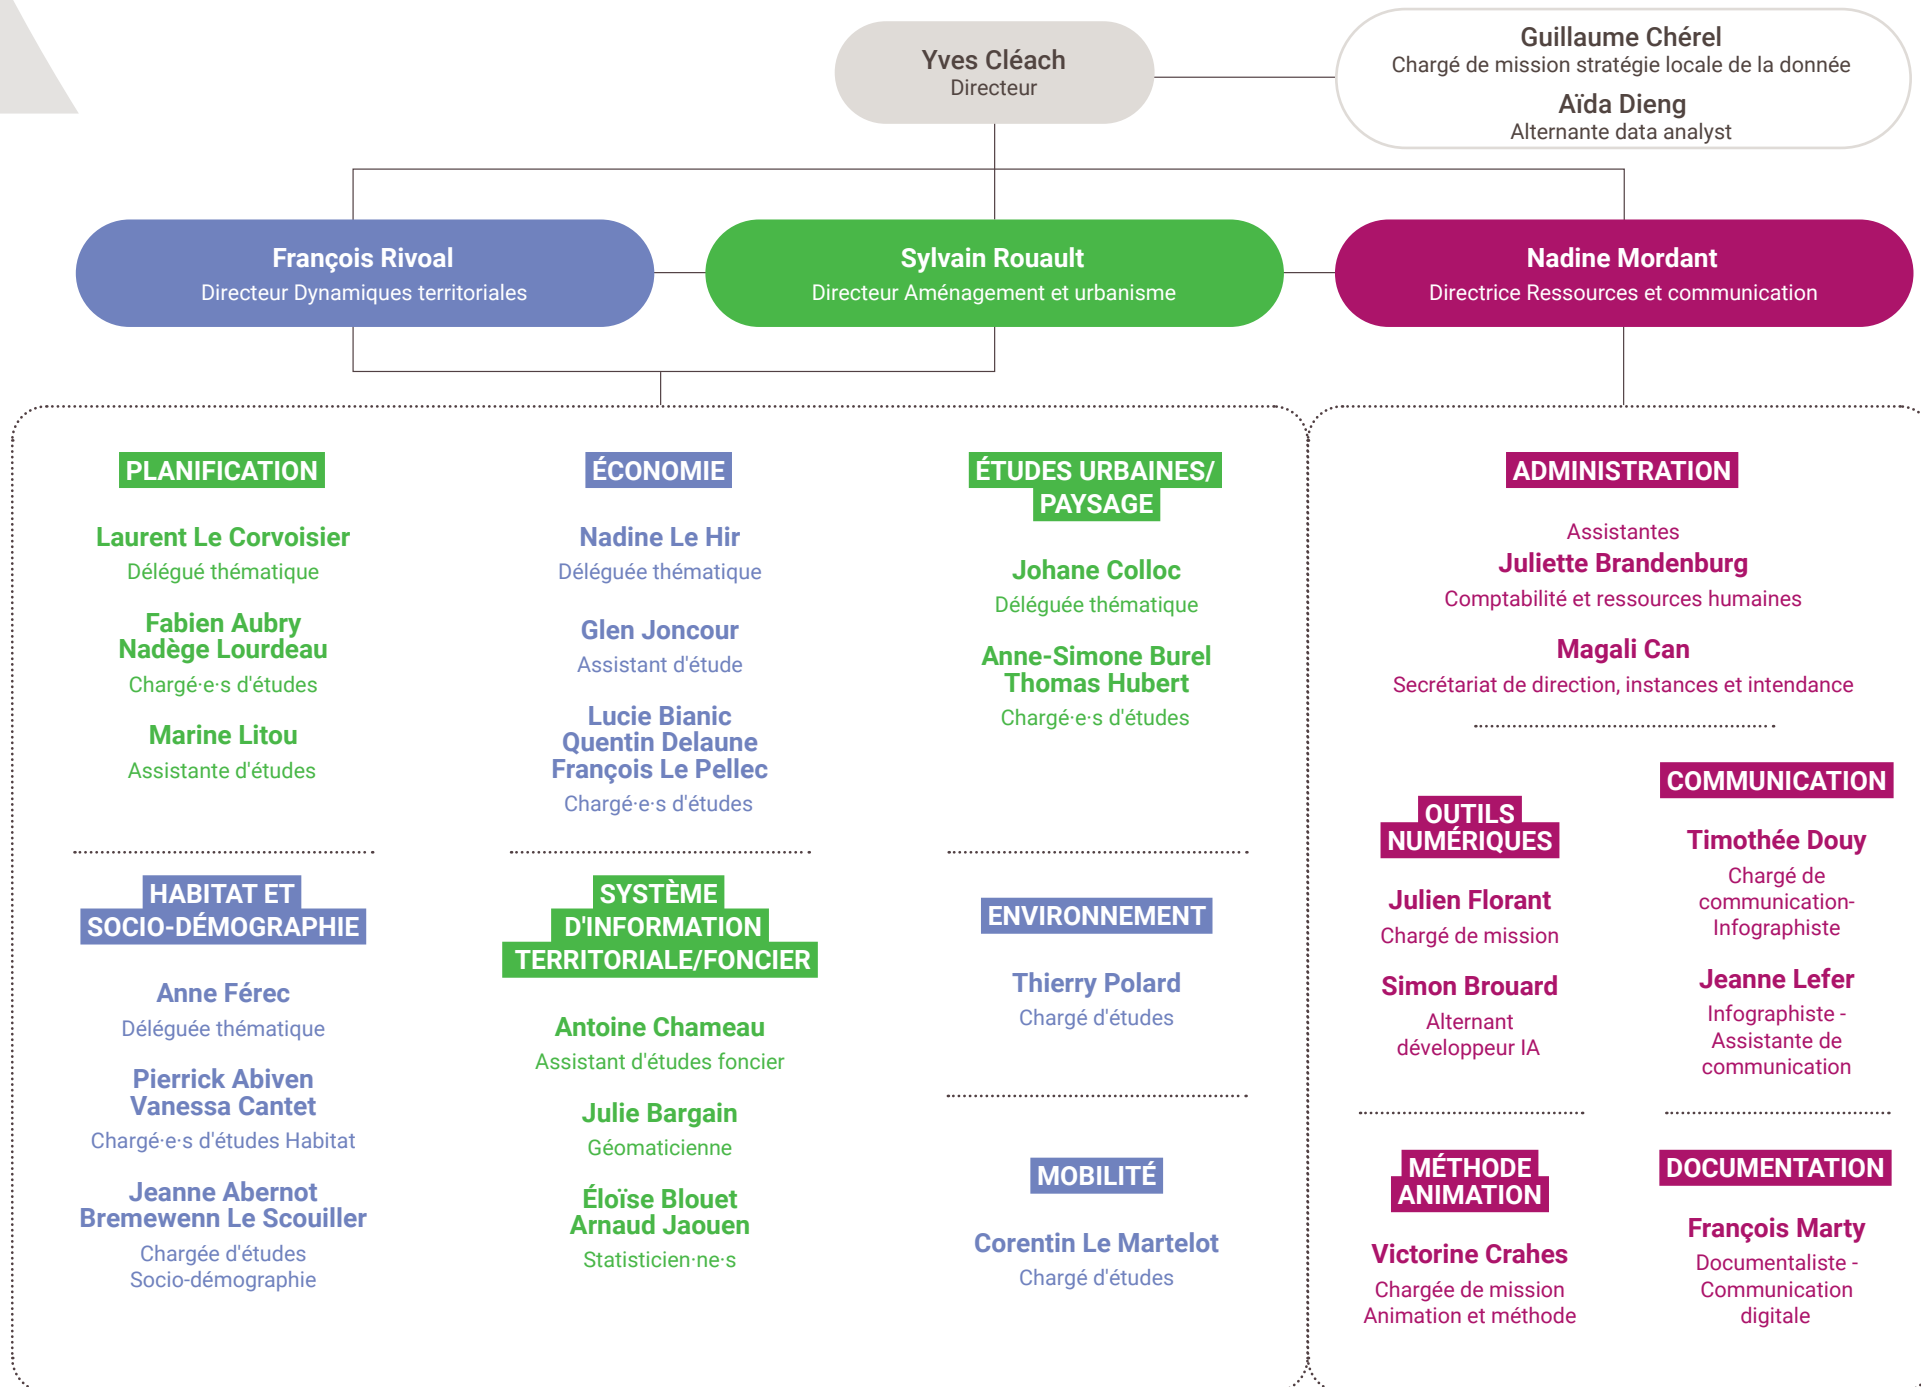 Yves Cléach
Directeur
Guillaume Chérel
Chargé de mission stratégie locale de la donnée
Aïda Dieng
Alternante data analyst
François Rivoal
Directeur Dynamiques territoriales
Sylvain Rouault
Directeur Aménagement et urbanisme
Nadine Mordant
Directrice Ressources et communication
PLANIFICATION
Laurent Le Corvoisier
Délégué thématique
Fabien Aubry
Nadège Lourdeau
Chargé·e·s d'études
Marine Litou
Assistante d'études
ÉCONOMIE
Nadine Le Hir
Déléguée thématique
Glen Joncour
Assistant d'étude
Lucie Bianic
Quentin Delaune
François Le Pellec
Chargé·e·s d'études
ÉTUDES URBAINES/
PAYSAGE
Johane Colloc
Déléguée thématique
Anne-Simone Burel
Thomas Hubert
Chargé·e·s d'études
HABITAT ET
SOCIO-DÉMOGRAPHIE
Anne Férec
Déléguée thématique
Pierrick Abiven
Vanessa Cantet
Chargé·e·s d'études Habitat
Jeanne Abernot
Bremewenn Le Scouiller
Chargée d'études
Socio-démographie
SYSTÈME
D'INFORMATION
TERRITORIALE/FONCIER
Antoine Chameau
Assistant d'études foncier
Julie Bargain
Géomaticienne
Éloïse Blouet
Arnaud Jaouen
Statisticien·ne·s
ENVIRONNEMENT
Thierry Polard
Chargé d'études
MOBILITÉ
Corentin Le Martelot
Chargé d'études
ADMINISTRATION
Assistantes
Juliette Brandenburg
Comptabilité et ressources humaines
Magali Can
Secrétariat de direction, instances et intendance
OUTILS
NUMÉRIQUES
Julien Florant
Chargé de mission
Simon Brouard
Alternant
développeur IA
COMMUNICATION
Timothée Douy
Chargé de
communication-
Infographiste
Jeanne Lefer
Infographiste -
Assistante de
communication
MÉTHODE
ANIMATION
Victorine Crahes
Chargée de mission
Animation et méthode
DOCUMENTATION
François Marty
Documentaliste -
Communication
digitale